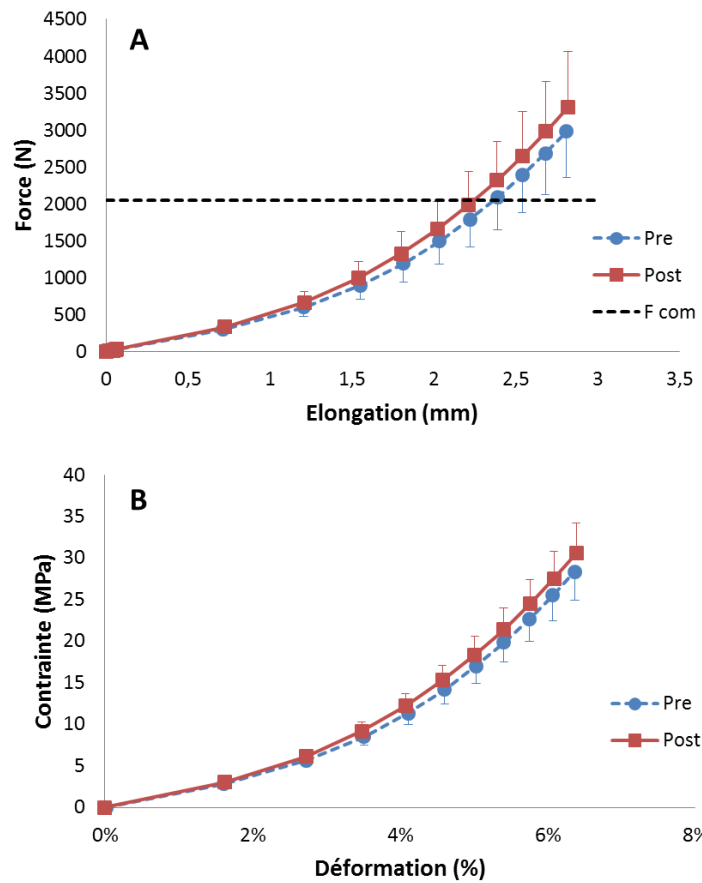 A
4500
4000
3500
3000
2500
2000
1500
1000
500
0
Force (N)
0
0,5
1
1,5
2
2,5
3
3,5
Elongation (mm)
Pre
Post
F com
B
40
35
30
25
20
15
10
5
0
Contrainte (MPa)
0%
2%
4%
6%
8%
Déformation (%)
Pre
Post